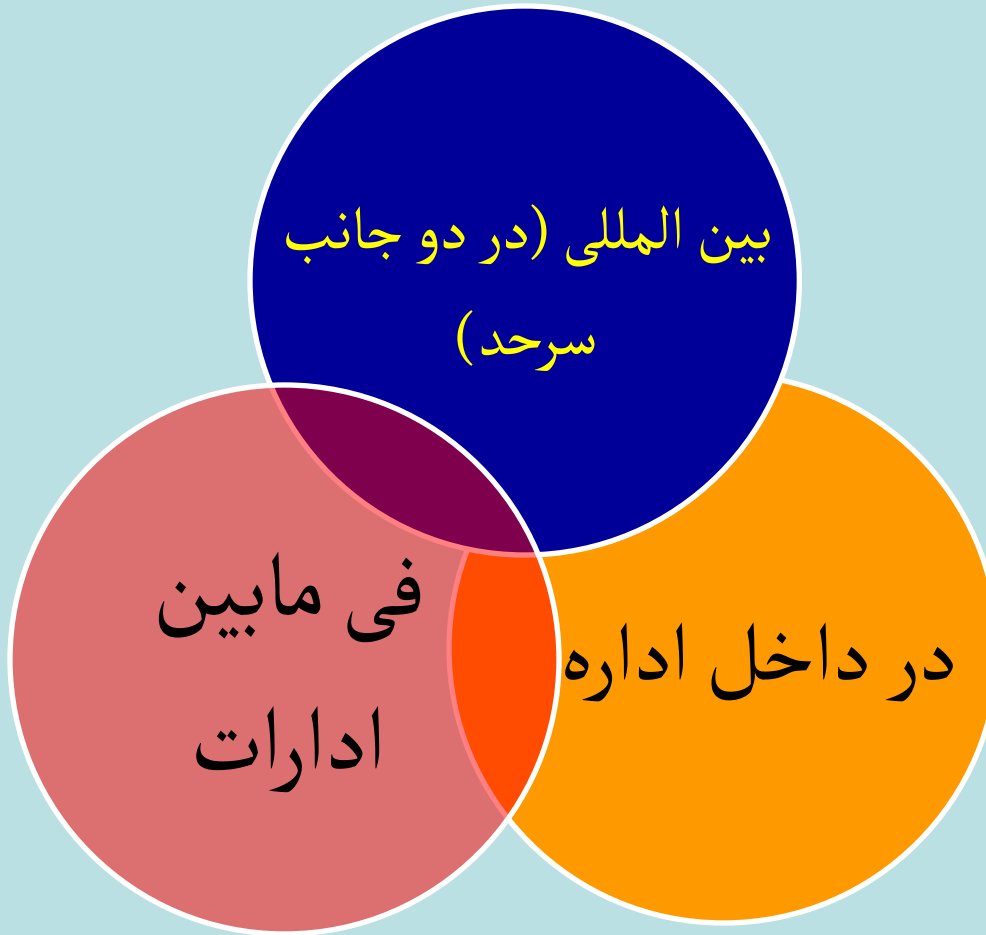 بین المللی (در دو جانب
سرحد)
فی مابین
ادارات
در داخل اداره